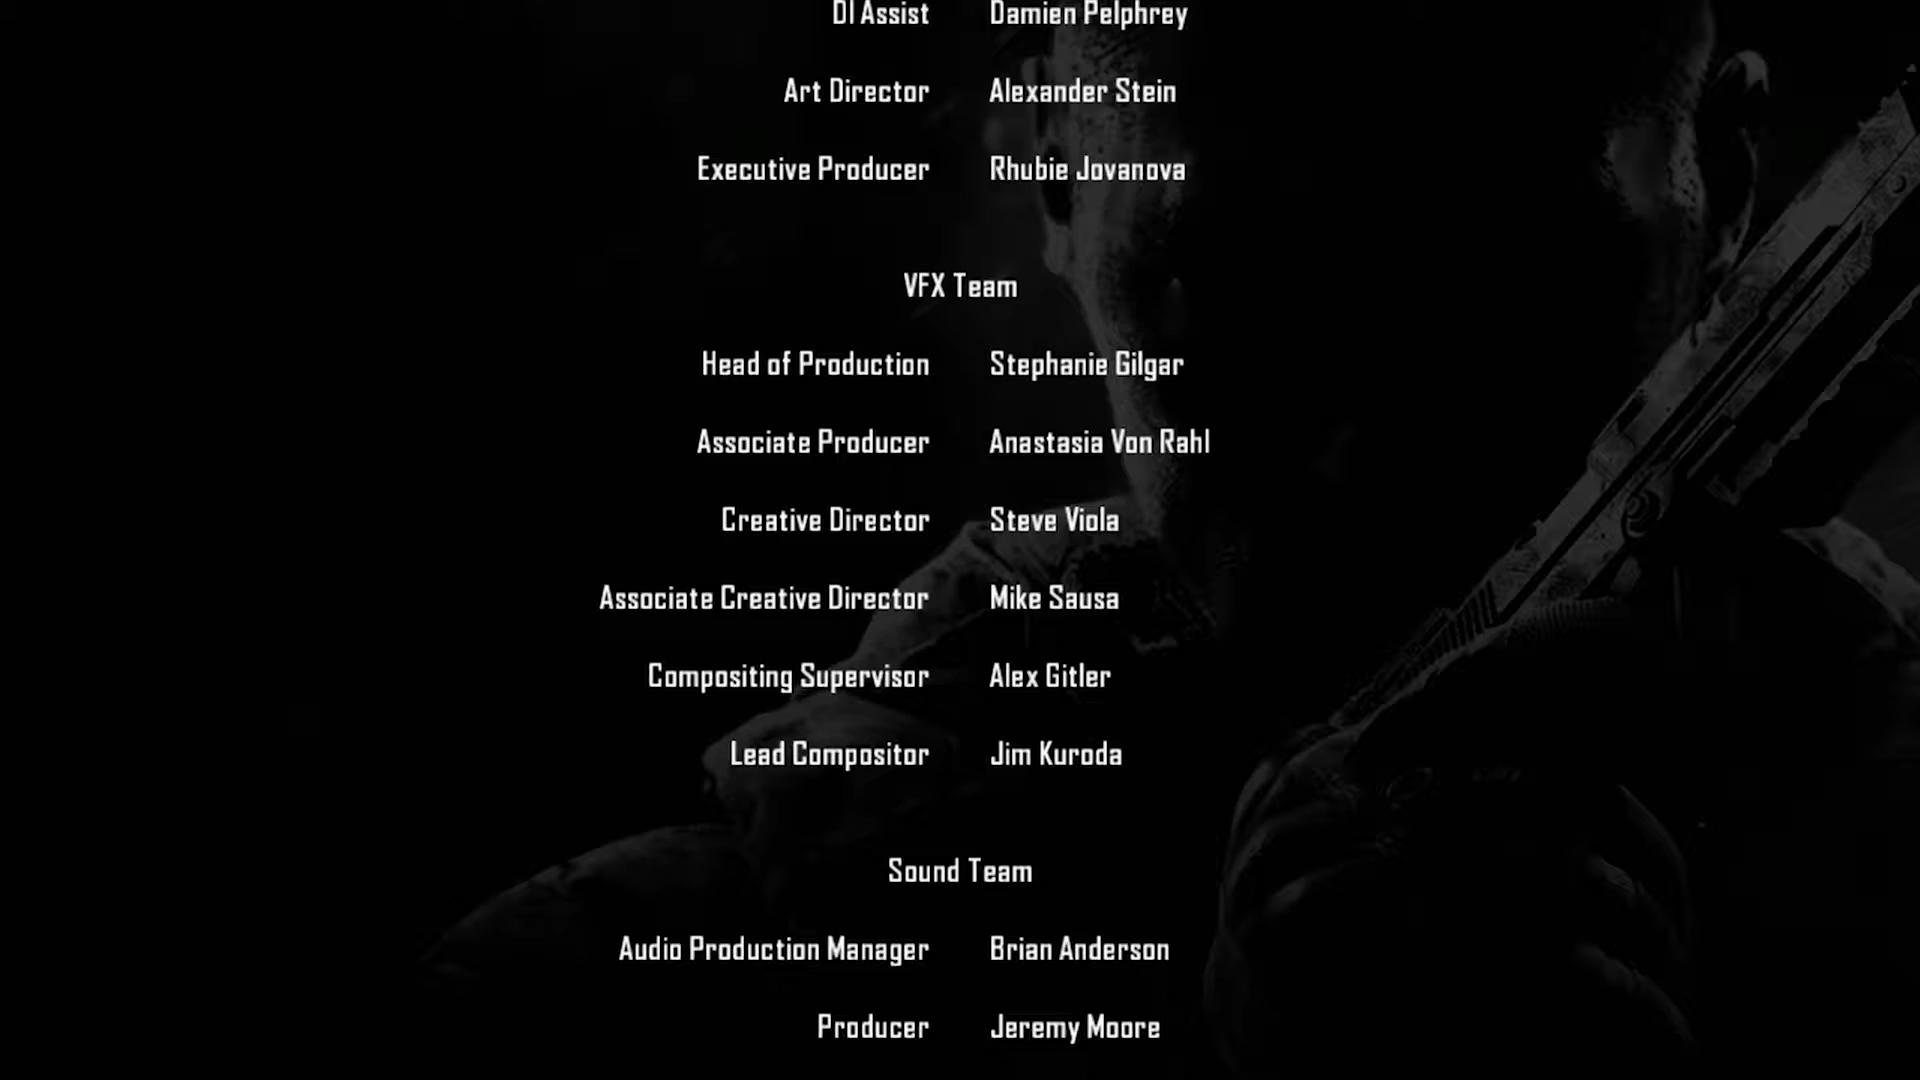 DI Assist Damien Pelphrey
Art Director Alexander Stein
Executive Producer Rhubie Jovanova
VFX Team
Head of Production Stephanie Gilgar
Associate Producer Anastasia Von Rahl
Creative Director Steve Viola
Associate Creative Director Mike Sausa
Compositing Supervisor Alex Gitler
Lead Compositor Jim Kuroda
Sound Team
Audio Production Manager Brian Anderson
Producer Jeremy Moore